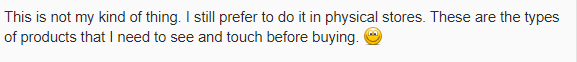 This is not my kind of thing. I still prefer to do it in physical stores. These are the types
of products that I need to see and touch before buying.